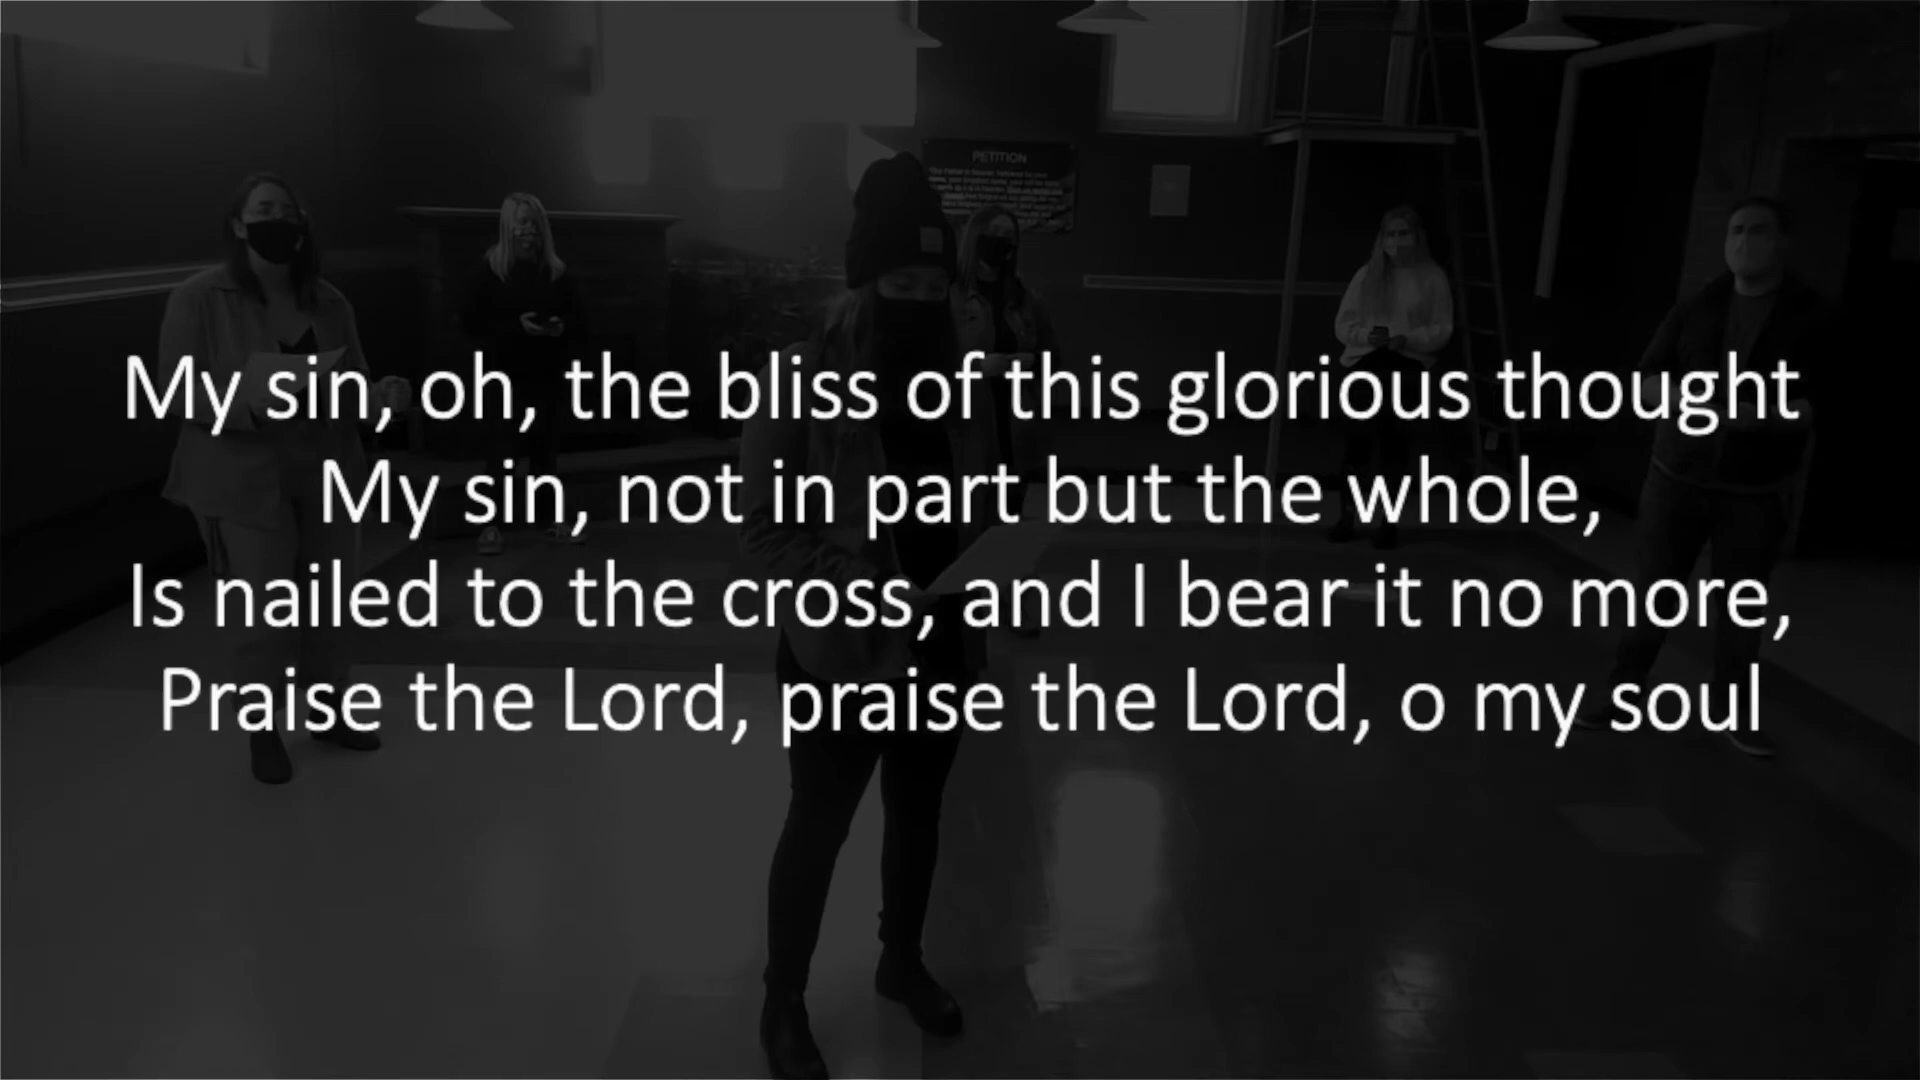 PETITION
My sin, oh, the bliss of this glorious thought
My sin, not in part but the whole,
Is nailed to the cross, and I bear it no more,
Praise the Lord, praise the Lord, o my soul